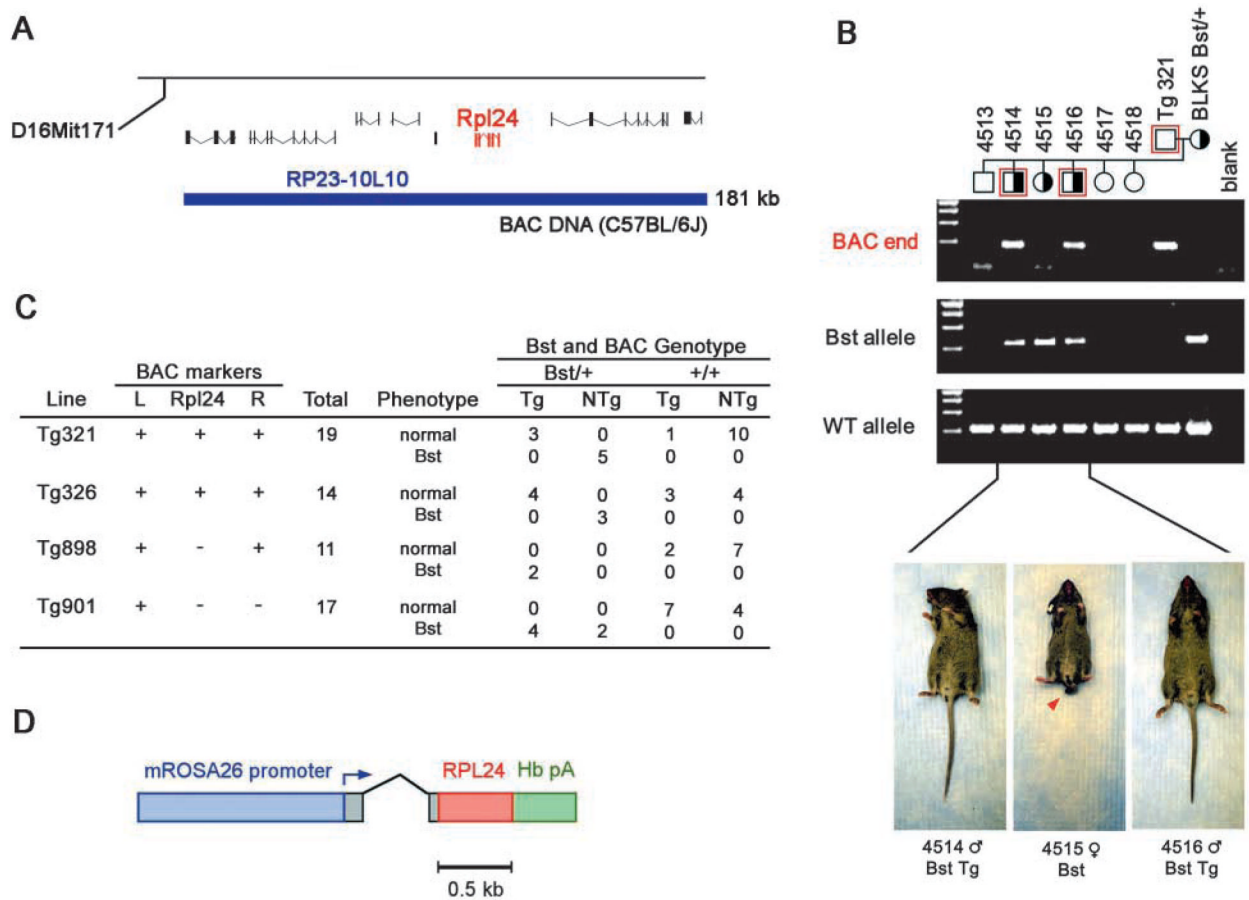 A
D16Mit171
Rpl24
RP23-10L10
181 kb
BAC DNA (C57BL/6J)
B
4513
4514
4515
4516
4517
4518
Tg 321
BLKS Bst/+
blank
BAC end
Bst allele
WT allele
4514 ♂
Bst Tg
4515 ♀
Bst
4516 ♂
Bst Tg
C
Bst and BAC Genotype
BAC markers Bst/+ +/+
Line L Rpl24 R Total Phenotype Tg NTg Tg NTg
Tg321 + + + 19 normal 3 0 1 10
Bst 0 5 0 0
Tg326 + + + 14 normal 4 0 3 4
Bst 0 3 0 0
Tg898 + - + 11 normal 0 0 2 7
Bst 2 0 0 0
Tg901 + - - 17 normal 0 0 7 4
Bst 4 2 0 0
D
mROSA26 promoter RPL24 Hb pA
0.5 kb